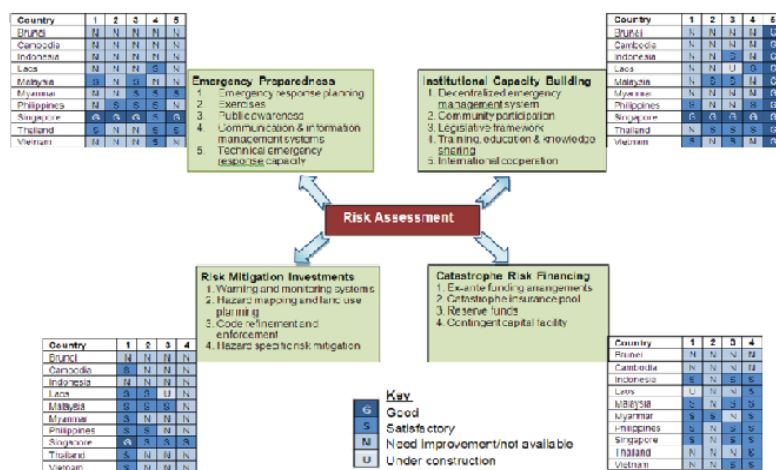 Country 1 2 3 4 5
Brunei N N N N N
Cambodia N N N N N
Indonesia N N N N N
Laos N N N S N
Malaysia S N N N
Myanmar N N S S S
Philippines N S S S N
Singapore G G G S G
Thailand S N N S S
Vietnam N N N S N
Emergency Preparedness
1. Emergency response planning
2. Exercises
3. Public awareness
4. Communication & information
management systems
5. Technical emergency
response capacity
Institutional Capacity Building
1. Decentralized emergency
management system
2. Community participation
3. Legislative framework
4. Training, education & knowledge
sharing
5. International cooperation
Country 1 2 3 4 5
Brunei N N N N G
Cambodia N N N N G
Indonesia N N S N G
Laos N N U S G
Malaysia N S S N G
Myanmar N N N N G
Philippines S N N S G
Singapore G G G G G
Thailand N S S S G
Vietnam S N S N G
Risk Assessment
Risk Mitigation Investments
1. Warning and monitoring systems
2. Hazard mapping and land use
planning
3. Code refinement and
enforcement
4. Hazard specific risk mitigation
Catastrophe Risk Financing
1. Ex-ante funding arrangements
2. Catastrophe insurance pool
3. Reserve funds
4. Contingent capital facility
Country 1 2 3 4
Brunei N N N N
Cambodia S N N N
Indonesia N N N N
Laos S S U N
Malaysia S S S N
Myanmar S N N N
Philippines S S N N
Singapore G S S S
Thailand S N N N
Vietnam S N N N
Key
G Good
S Satisfactory
N Need improvement/not available
U Under construction
Country 1 2 3 4
Brunei N N N N
Cambodia N N N N
Indonesia S N S S
Laos U N N S
Malaysia S N S S
Myanmar S S N S
Philippines S N S S
Singapore S N S S
Thailand N N N S
Vietnam N N S S